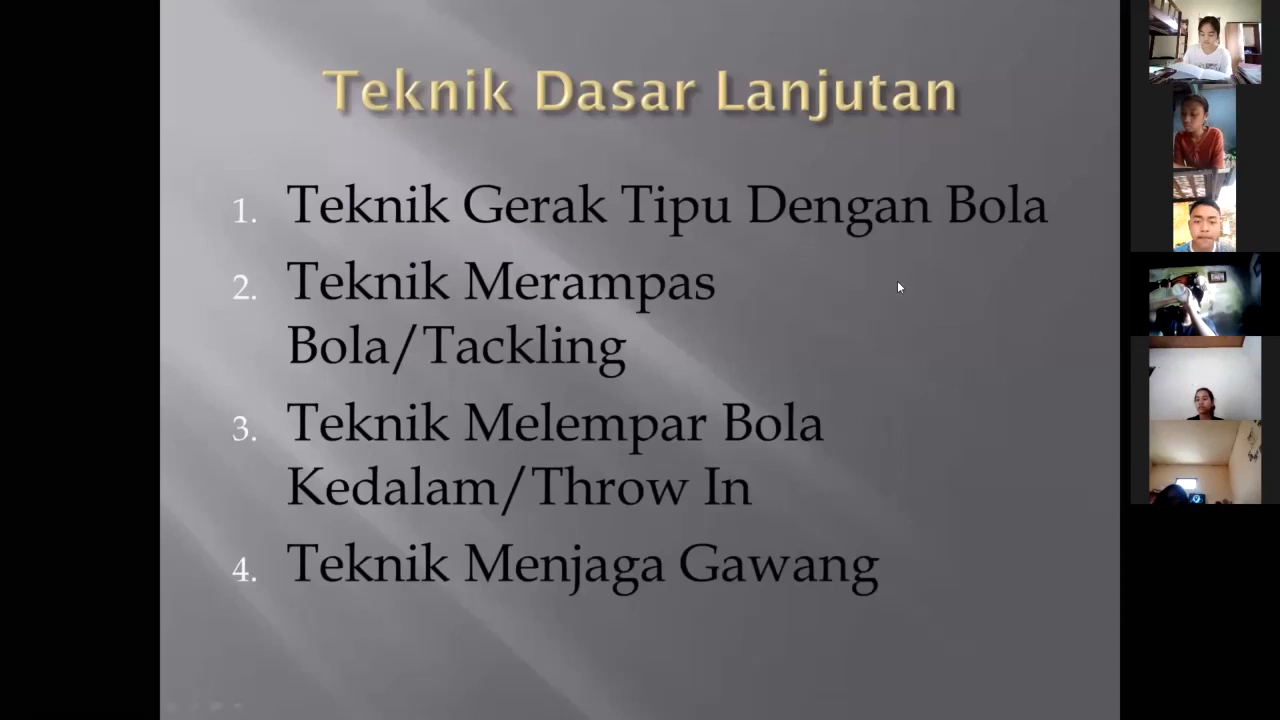 Teknik Dasar Lanjutan
1. Teknik Gerak Tipu Dengan Bola
2. Teknik Merampas
Bola/Tackling
3. Teknik Melempar Bola
Kedalam/Throw In
4. Teknik Menjaga Gawang